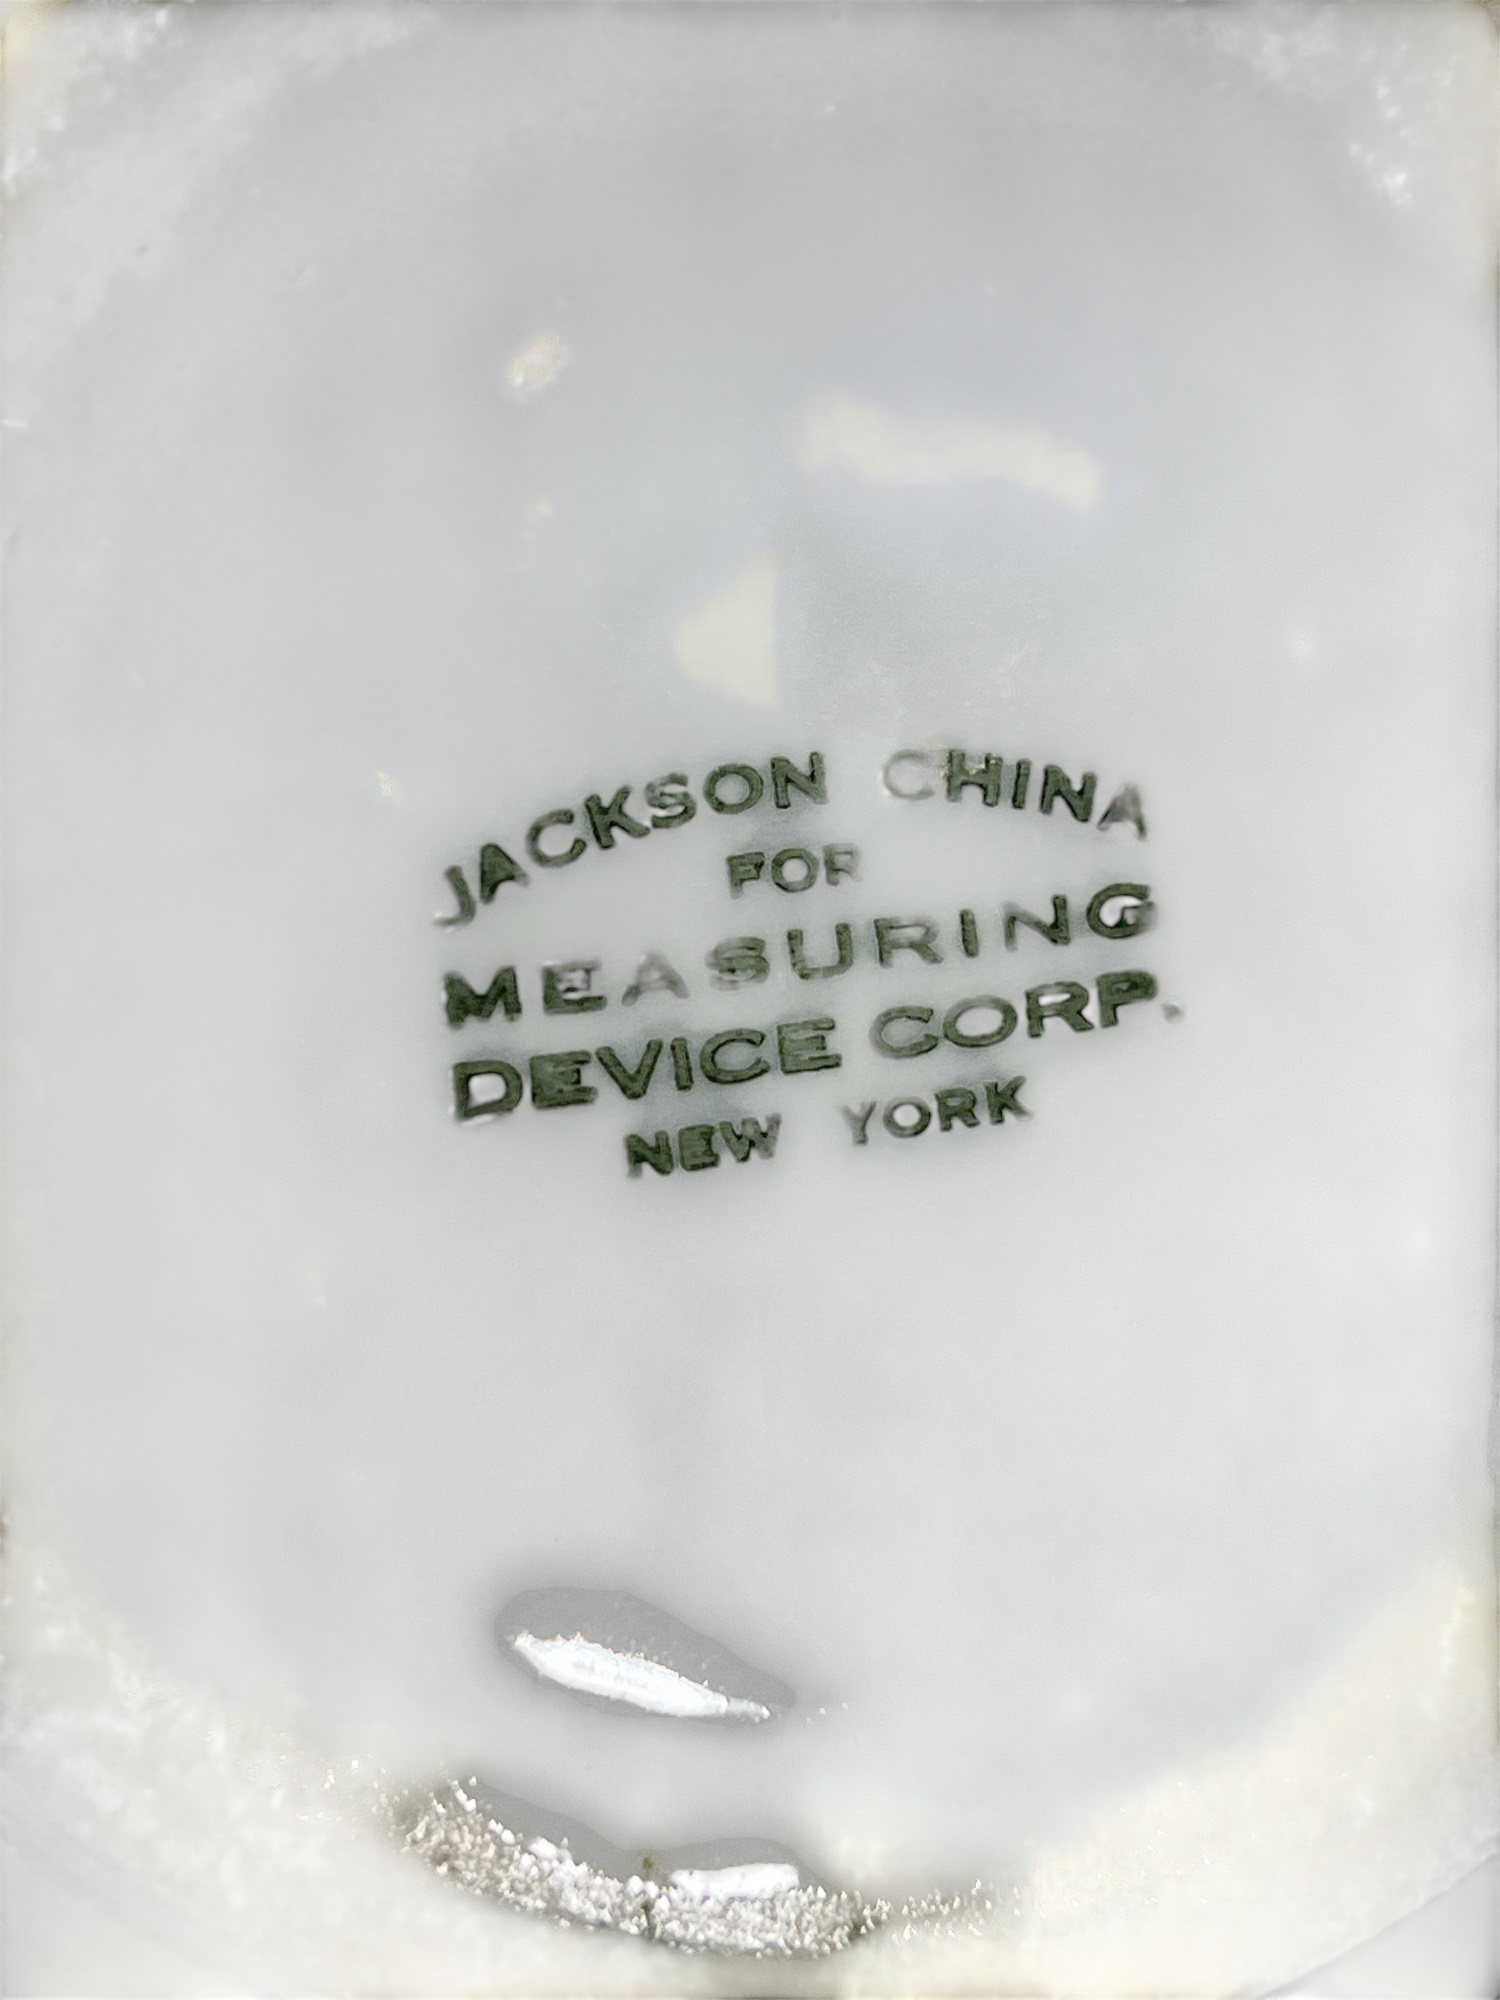 JACKSON CHINA
FOR
MEASURING
DEVICE CORP.
NEW YORK